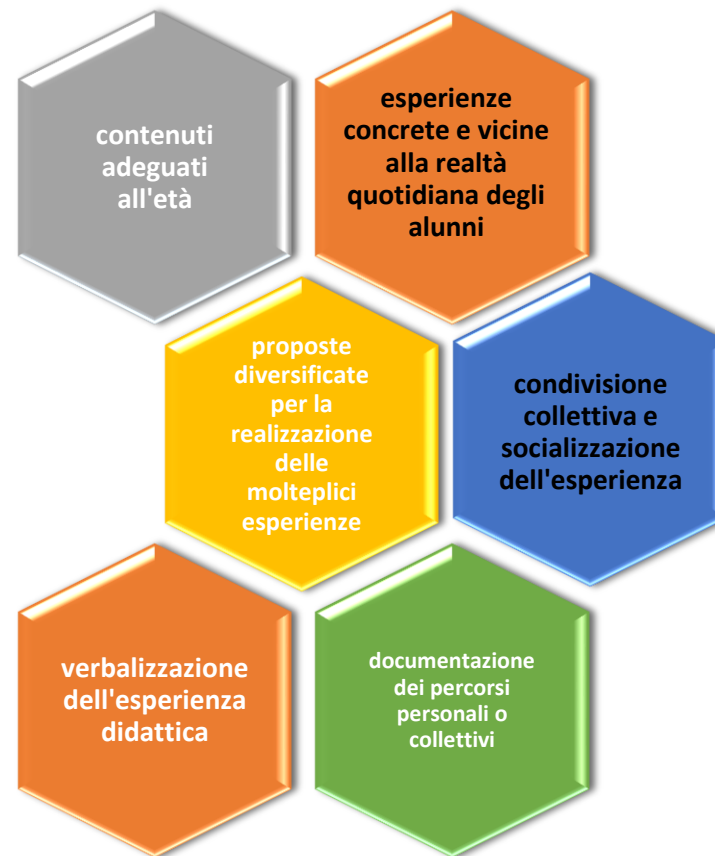 contenuti
adeguati
all'età
esperienze
concrete e vicine
alla realtà
quotidiana degli
alunni
proposte
diversificate
per la
realizzazione
delle
molteplici
esperienze
condivisione
collettiva e
socializzazione
dell'esperienza
verbalizzazione
dell'esperienza
didattica
documentazione
dei percorsi
personali o
collettivi